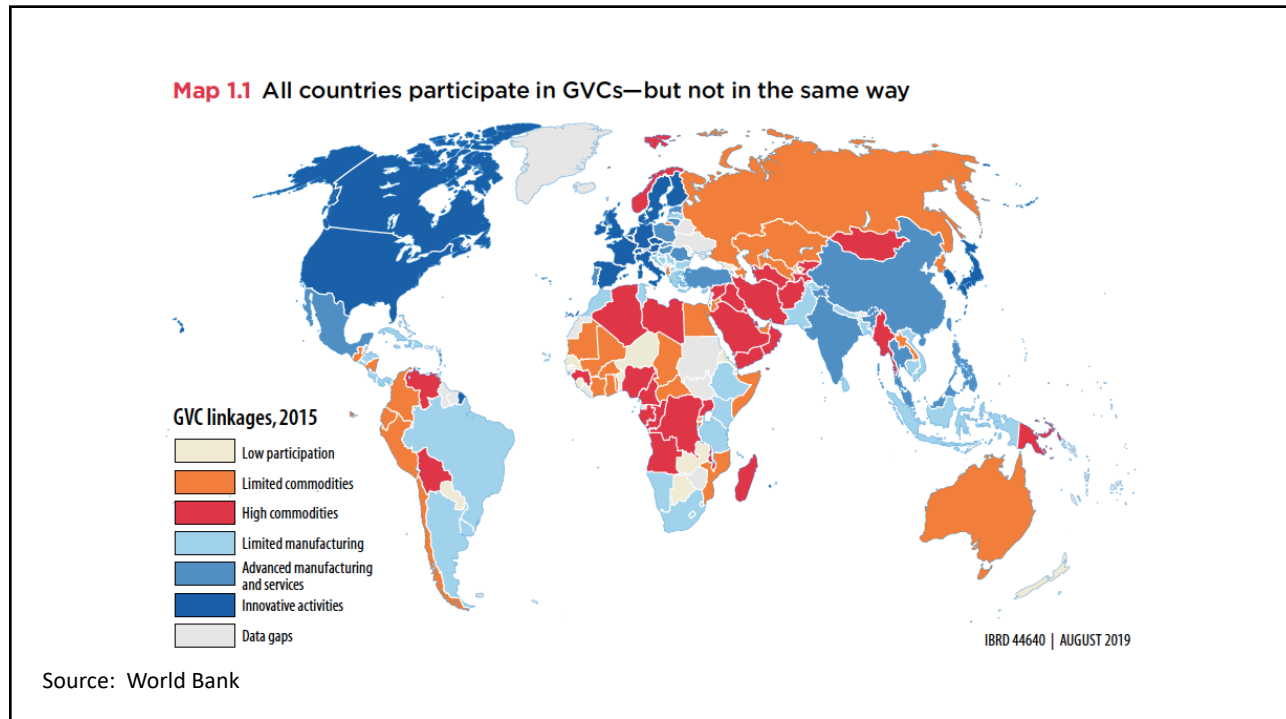 Map 1.1 All countries participate in GVCs—but not in the same way
GVC linkages, 2015
Low participation
Limited commodities
High commodities
Limited manufacturing
Advanced manufacturing
and services
Innovative activities
Data gaps
IBRD 44640 | AUGUST 2019
Source: World Bank